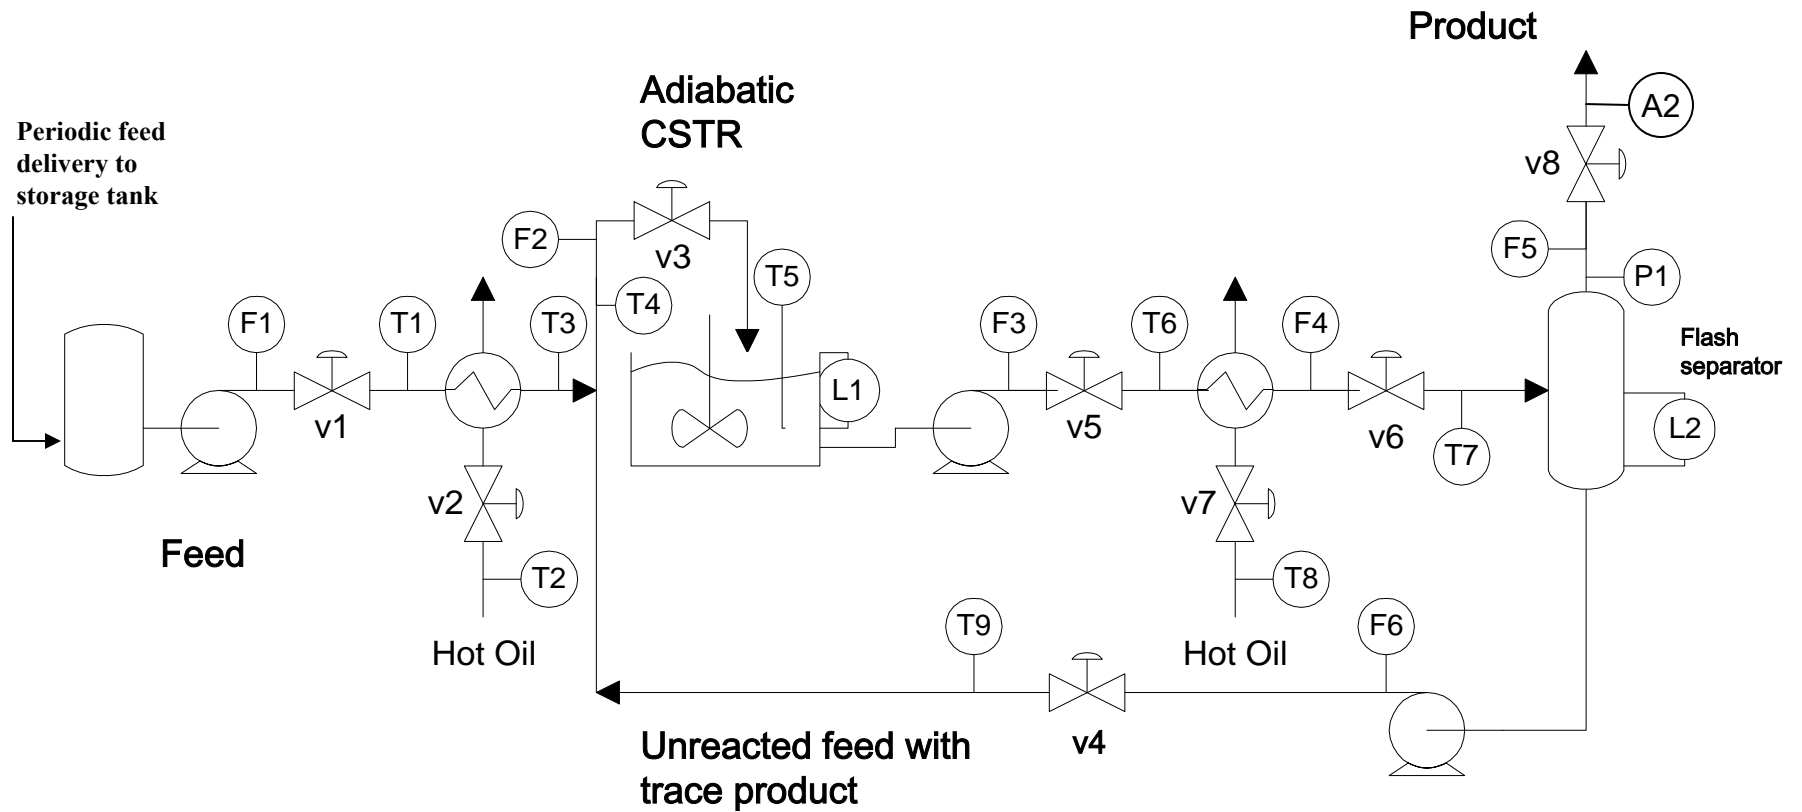 Product
Adiabatic
CSTR
A2
Periodic feed
delivery to
storage tank
v8
F2
v3
F5
T5
P1
T4
F1
T1
T3
F3
T6
F4
Flash
separator
L1
v1
v5
v6
L2
T7
v2
v7
Feed
T2
T8
Hot Oil
T9
Hot Oil
F6
Unreacted feed with
trace product
v4